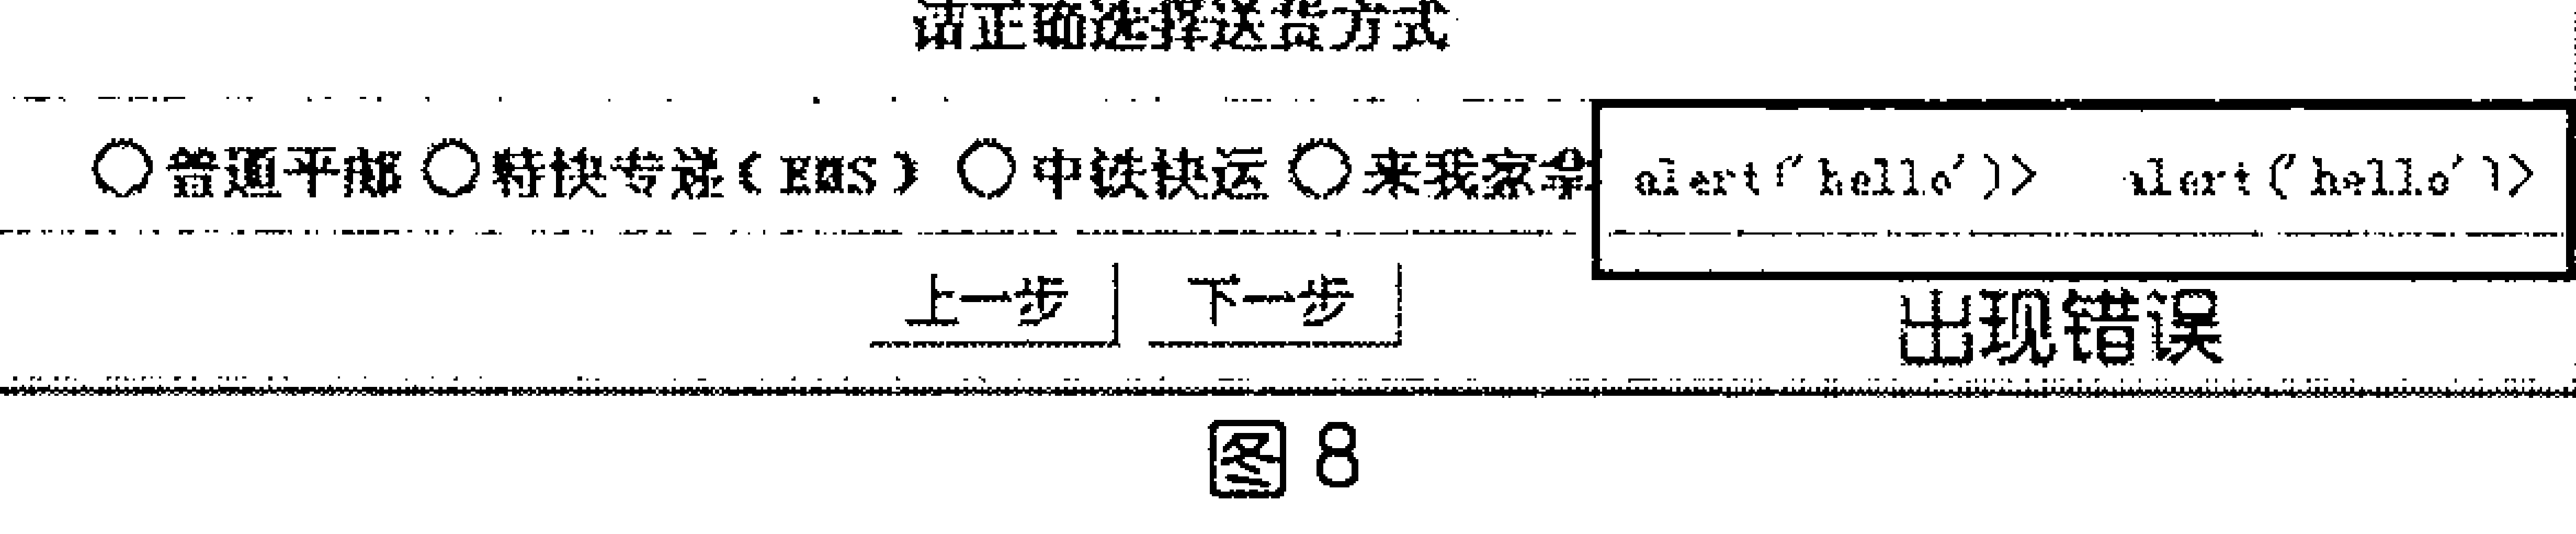 请正确选择送货方式
普通平邮 特快专递(EMS) 中铁快运 来我家拿 alert('hello')> alert('hello')>
上一步 下一步
出现错误
图 8